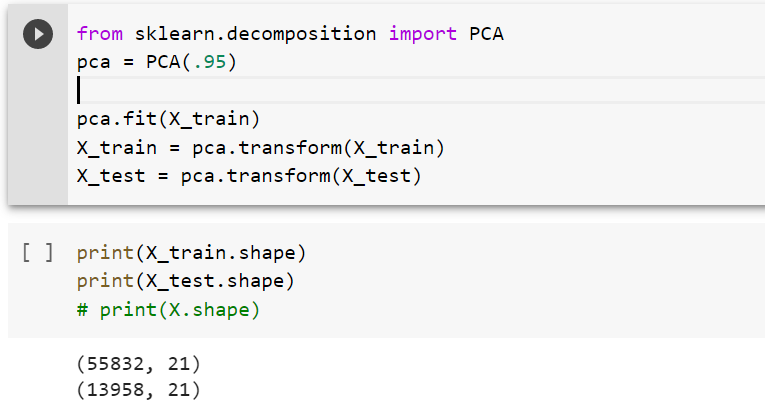 from sklearn.decomposition import PCA
pca = PCA(.95)
pca.fit(X_train)
X_train = pca.transform(X_train)
X_test = pca.transform(X_test)
[ ] print(X_train.shape)
print(X_test.shape)
# print(X.shape)
(55832, 21)
(13958, 21)